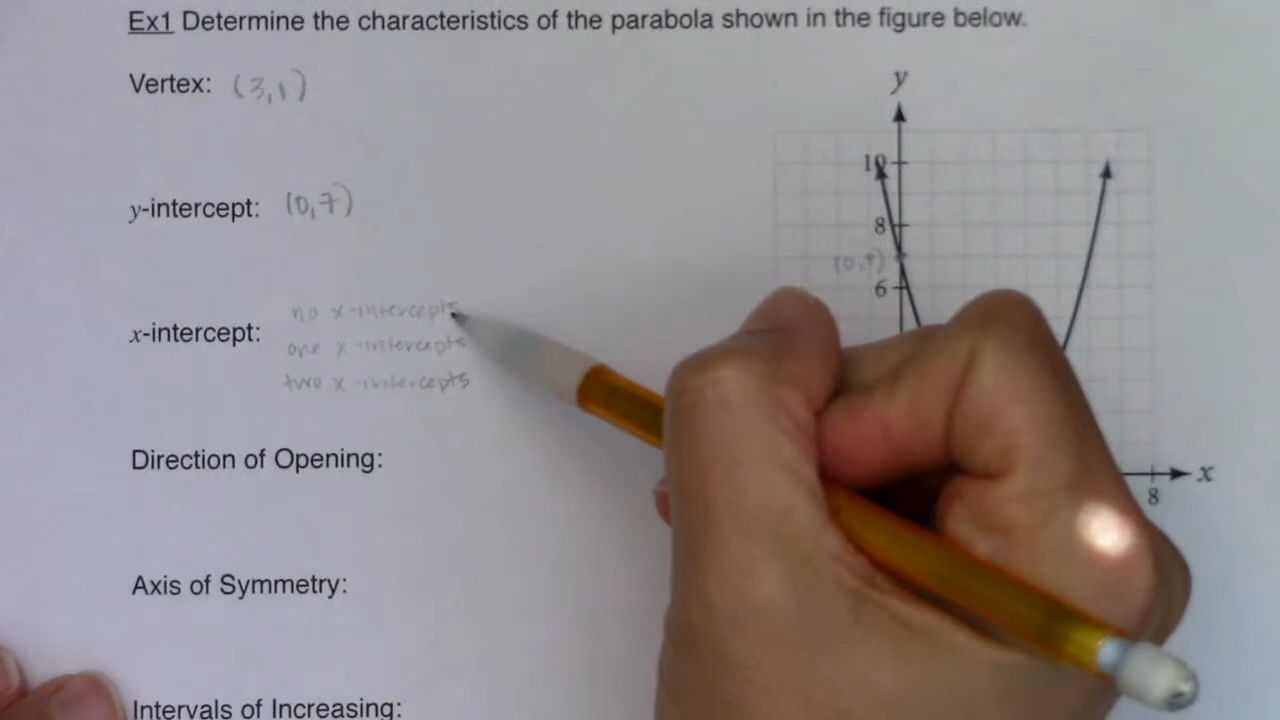 Ex1 Determine the characteristics of the parabola shown in the figure below.
Vertex: (3,1)
y
10
8
y-intercept: (0,7)
(0,7)
6
no x-intercepts
x-intercept:
one x-intercepts
two x-intercepts
Direction of Opening:
x
8
Axis of Symmetry:
Intervals of Increasing: